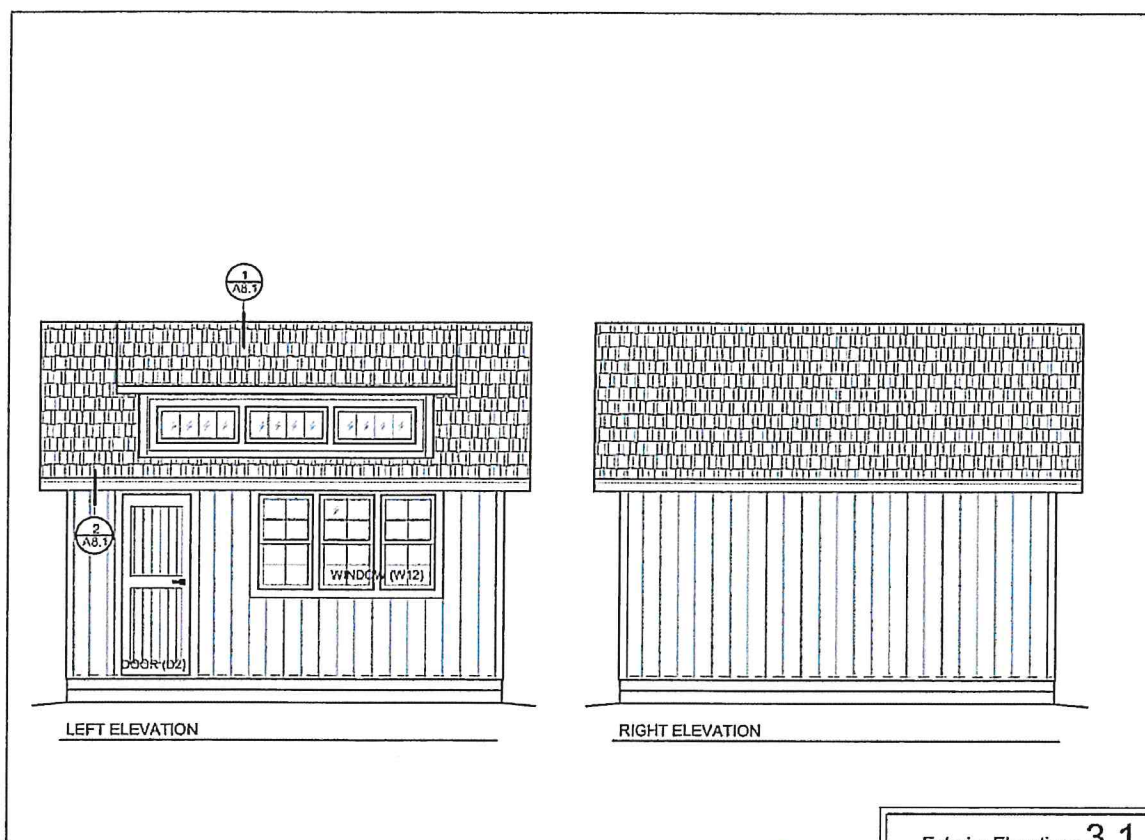 1
A8.1
2
A8.1
WINDOW (W12)
DOOR (D2)
LEFT ELEVATION
RIGHT ELEVATION
3.1